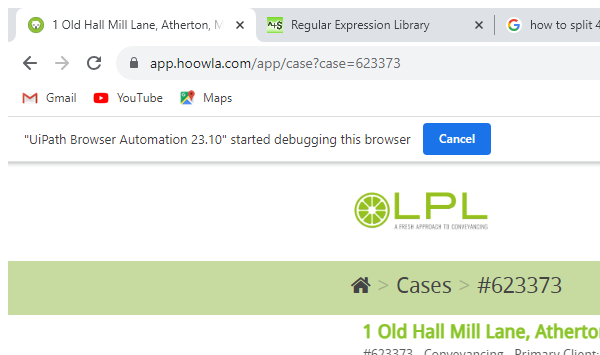 1 Old Hall Mill Lane, Atherton, M
Regular Expression Library
how to split 4
app.hoowla.com/app/case?case=623373
Gmail
YouTube
Maps
"UiPath Browser Automation 23.10" started debugging this browser
Cancel
LPL
A FRESH APPROACH TO CONVEYANCING
> Cases > #623373
1 Old Hall Mill Lane, Atherto
#623373 Conveyancing Primary Client: